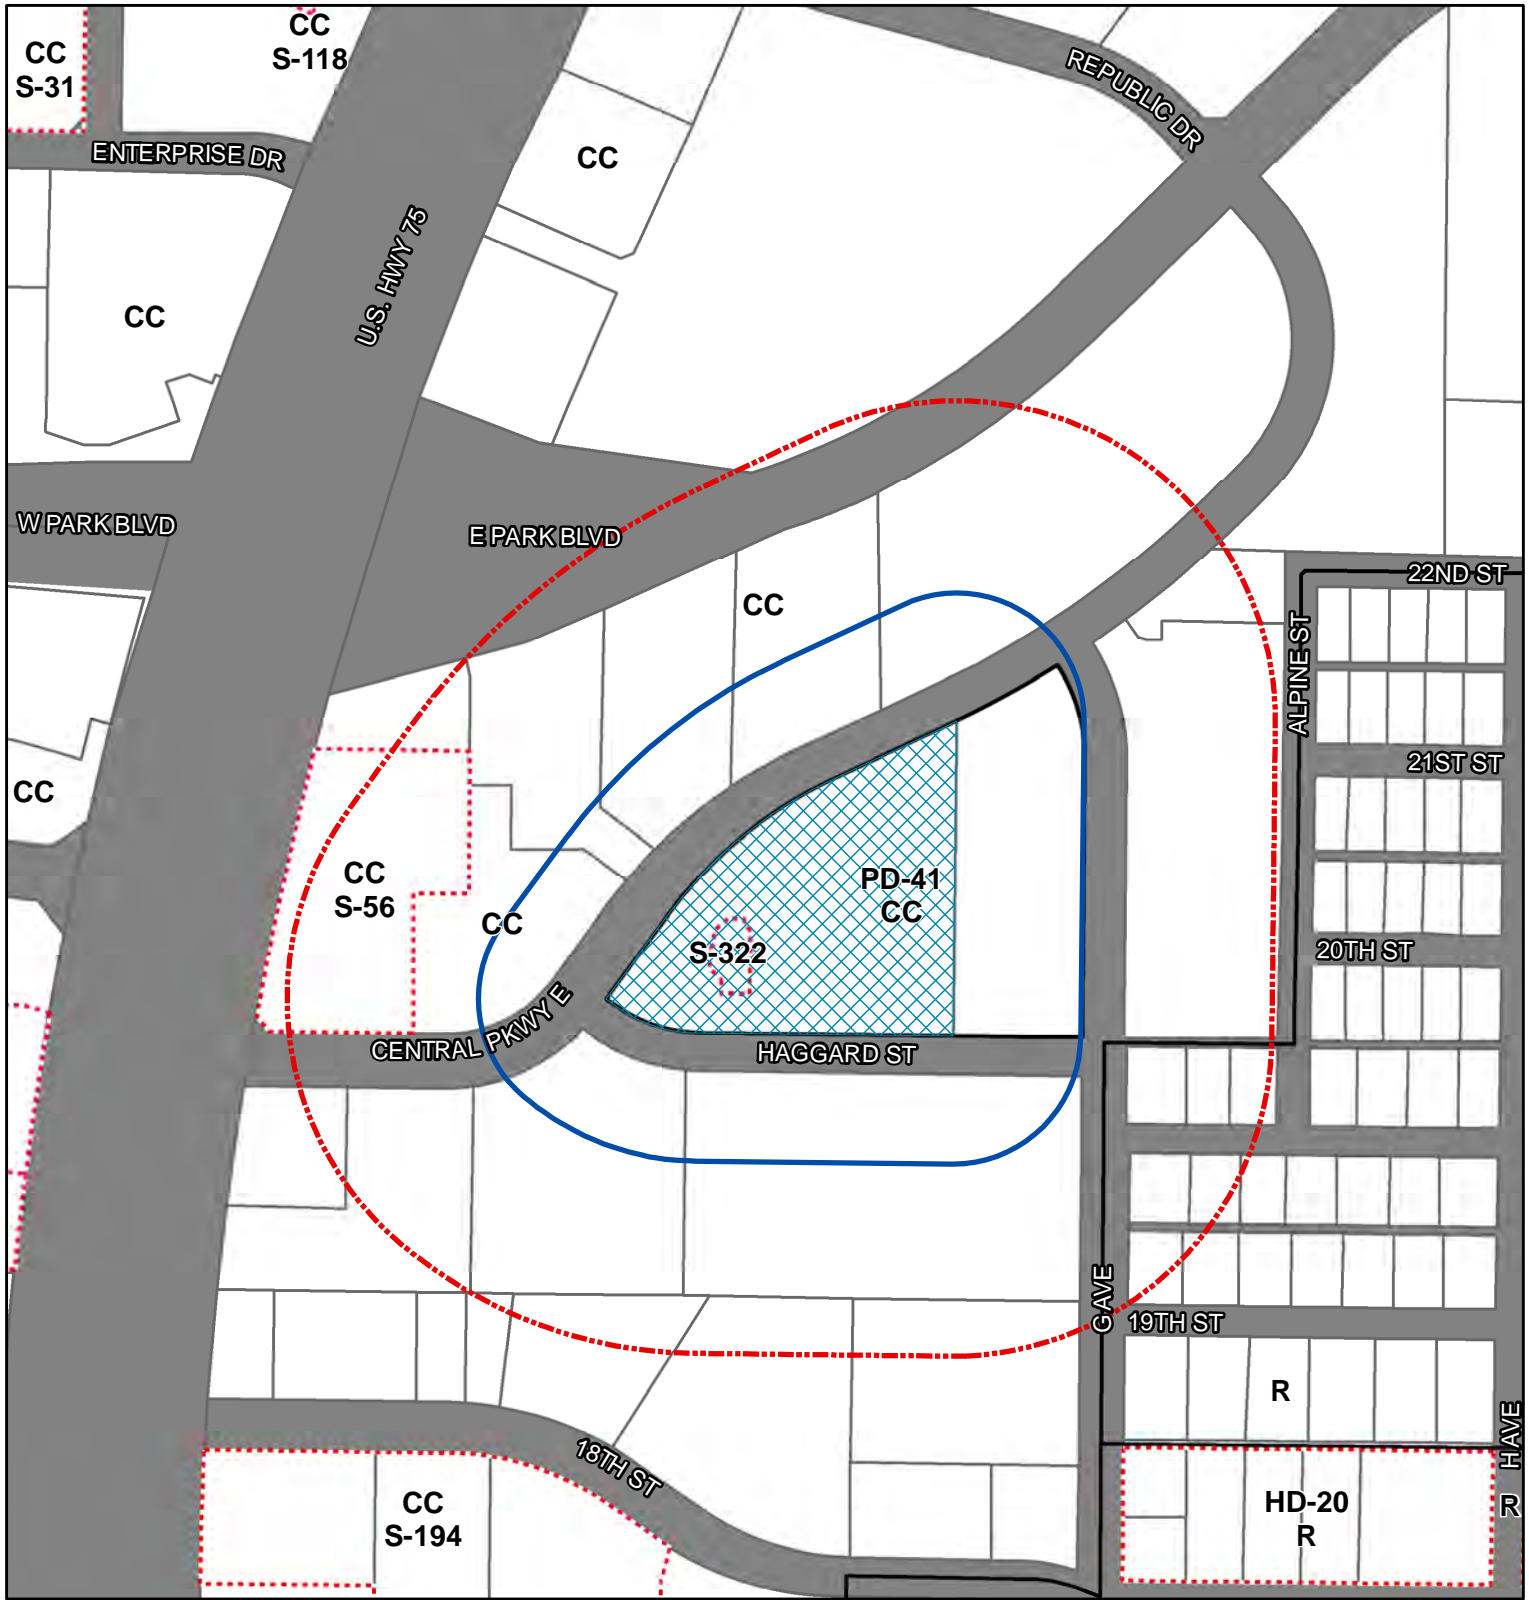 CC
S-31
CC
S-118
REPUBLIC DR
ENTERPRISE DR
CC
U.S. HWY 75
CC
W PARK BLVD
E PARK BLVD
22ND ST
CC
ALPINE ST
21ST ST
CC
CC
S-56
PD-41
CC
CC
S-322
20TH ST
CENTRAL PKWY E
HAGGARD ST
G AVE
19TH ST
R
H AVE
18TH ST
CC
S-194
HD-20
R
R